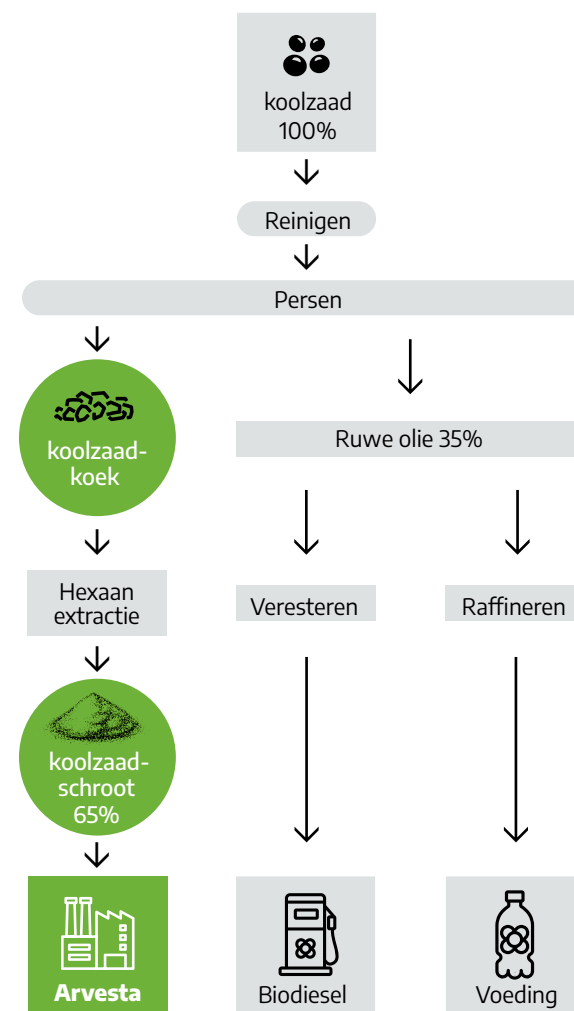 koolzaad
100%
Reinigen
Persen
koolzaad-
koek
Ruwe olie 35%
Hexaan
extractie
Veresteren
Raffineren
koolzaad-
schroot
65%
Arvesta
Biodiesel
Voeding